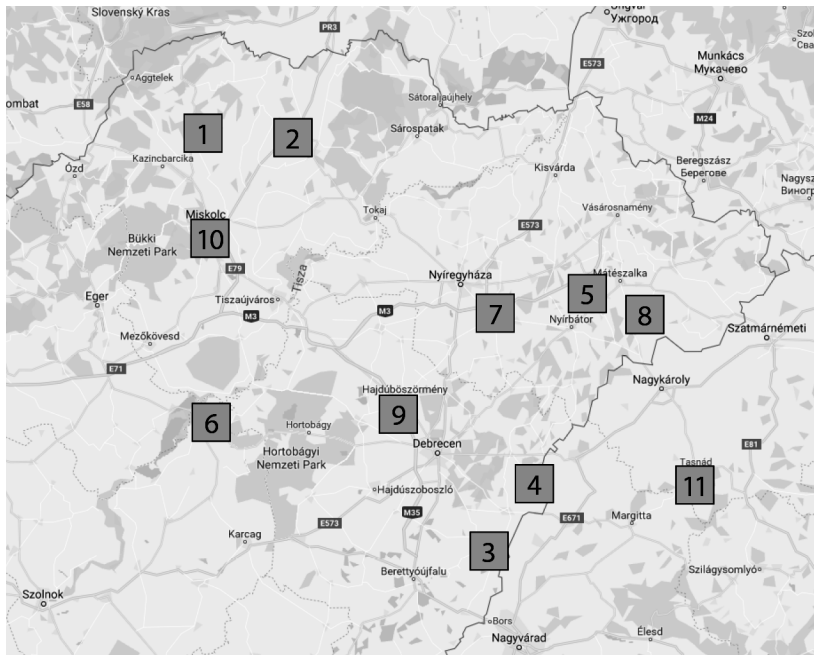 Slovenský Kras
Ужгород
PR3
E573
Munkács
Мукачево
Aggtelek
E58
Sátoraljaújhely
Sárospatak
M24
1
2
Kazincbarcika
Ózd
Kisvárda
Beregszász
Берегове
Tokaj
Vásárosnamény
Miskolc
10
Bükki
Nemzeti Park
E573
E79
Tisza
Nyíregyháza
Mátészalka
5
Eger
Tiszaújváros
M3
M3
7
Nyírbátor
8
Szatmárnémeti
Mezőkövesd
E71
Nagykároly
Hajdúböszörmény
6
9
Hortobágy
Debrecen
Hortobágyi
Nemzeti Park
E81
Tasnád
4
11
Hajdúszoboszló
M35
E573
E671
Margitta
Karcag
3
Berettyóújfalu
Szilágysomlyó
Szolnok
Bors
Nagyvárad
Élesd